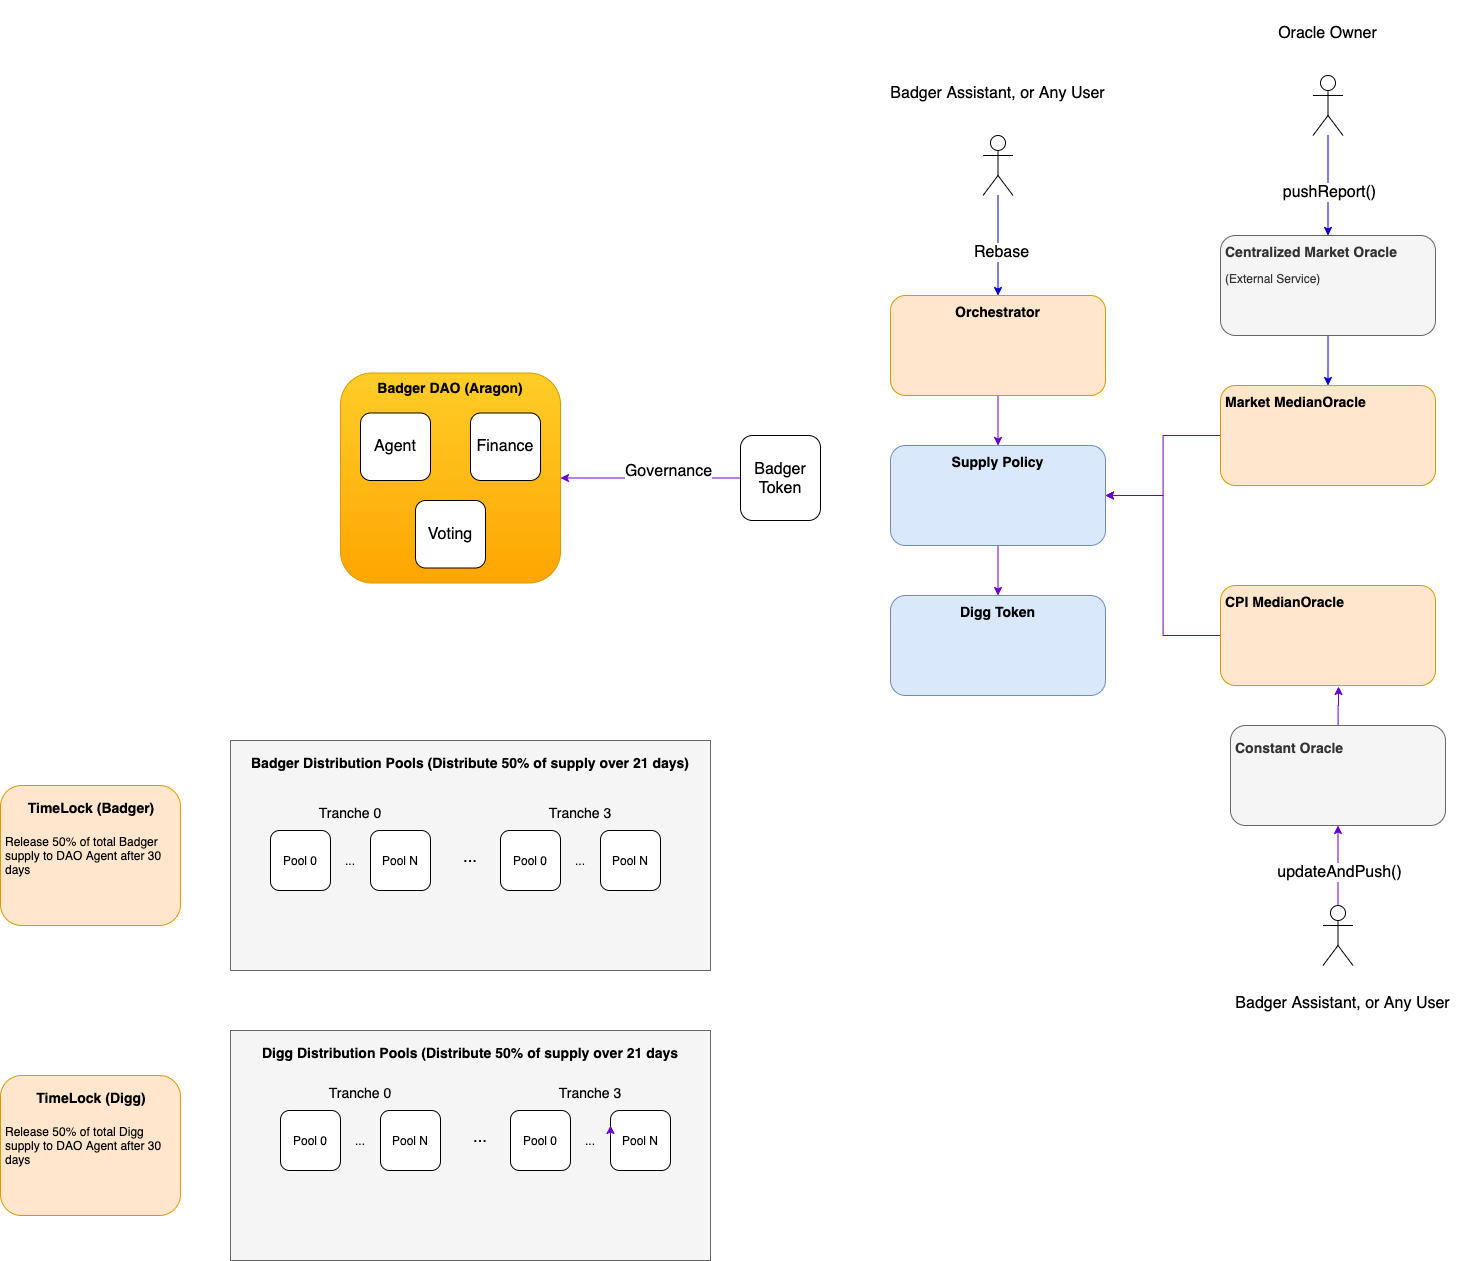 Oracle Owner
Badger Assistant, or Any User
pushReport()
Rebase
Centralized Market Oracle
(External Service)
Orchestrator
Badger DAO (Aragon)
Agent
Finance
Voting
Governance
Badger
Token
Market MedianOracle
Supply Policy
Digg Token
CPI MedianOracle
Constant Oracle
updateAndPush()
Badger Assistant, or Any User
TimeLock (Badger)
Release 50% of total Badger
supply to DAO Agent after 30
days
Badger Distribution Pools (Distribute 50% of supply over 21 days)
Tranche 0
Tranche 3
Pool 0
...
Pool N
...
Pool 0
...
Pool N
TimeLock (Digg)
Release 50% of total Digg
supply to DAO Agent after 30
days
Digg Distribution Pools (Distribute 50% of supply over 21 days
Tranche 0
Tranche 3
Pool 0
...
Pool N
...
Pool 0
...
Pool N